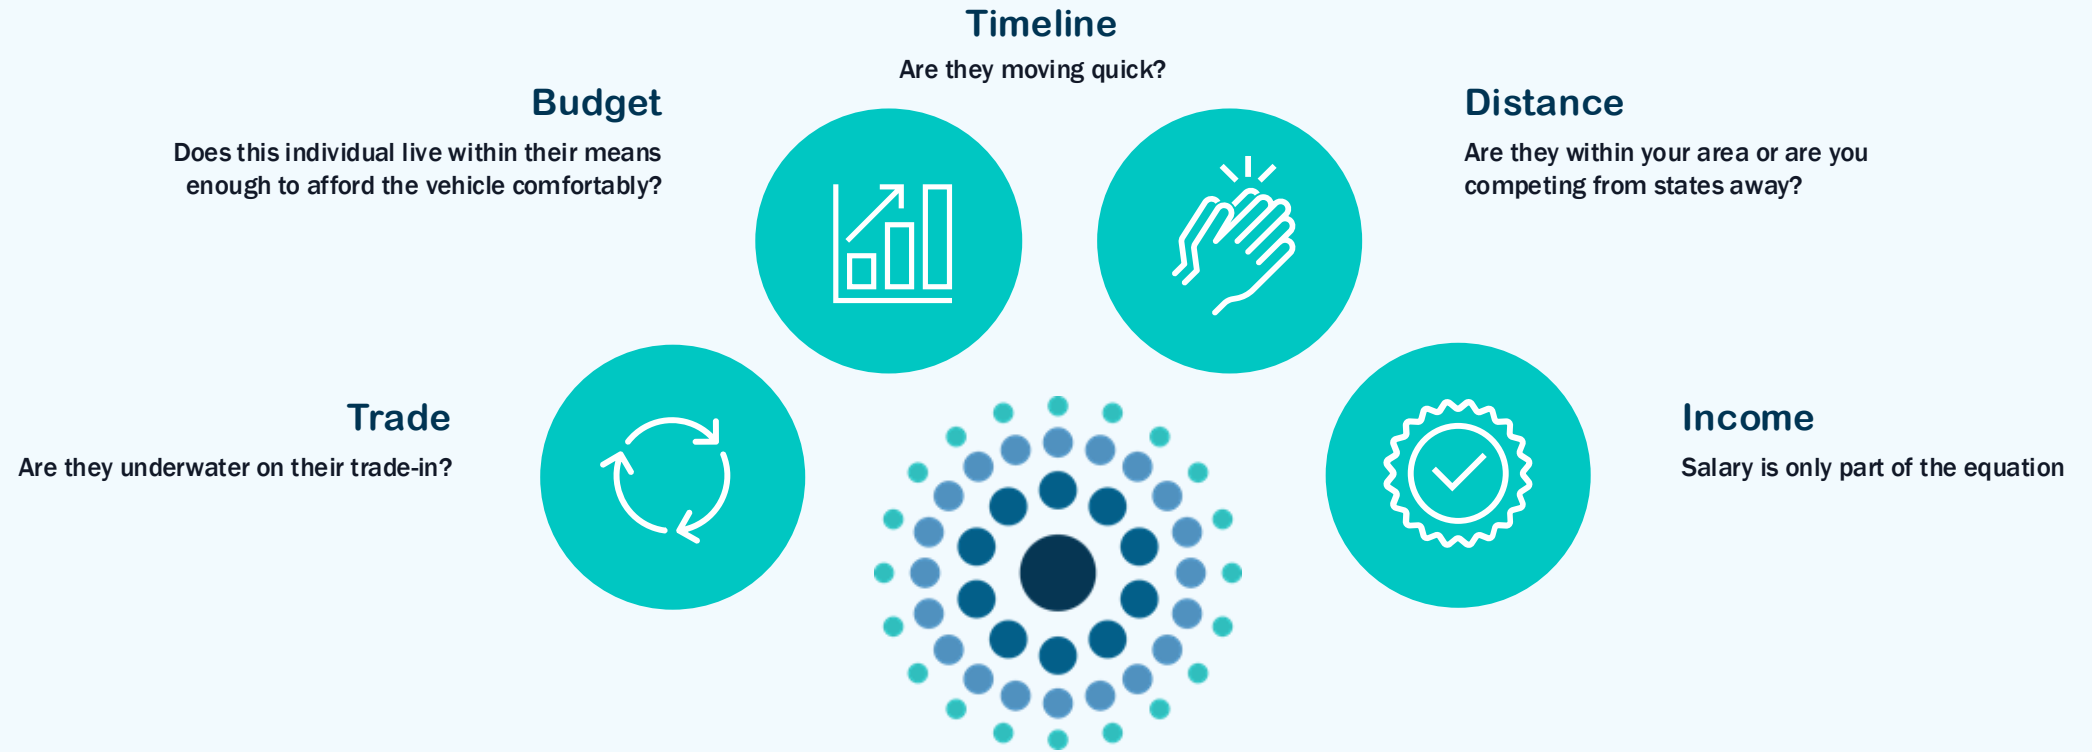 Timeline
Are they moving quick?
Budget
Does this individual live within their means
enough to afford the vehicle comfortably?
Distance
Are they within your area or are you
competing from states away?
Trade
Are they underwater on their trade-in?
Income
Salary is only part of the equation